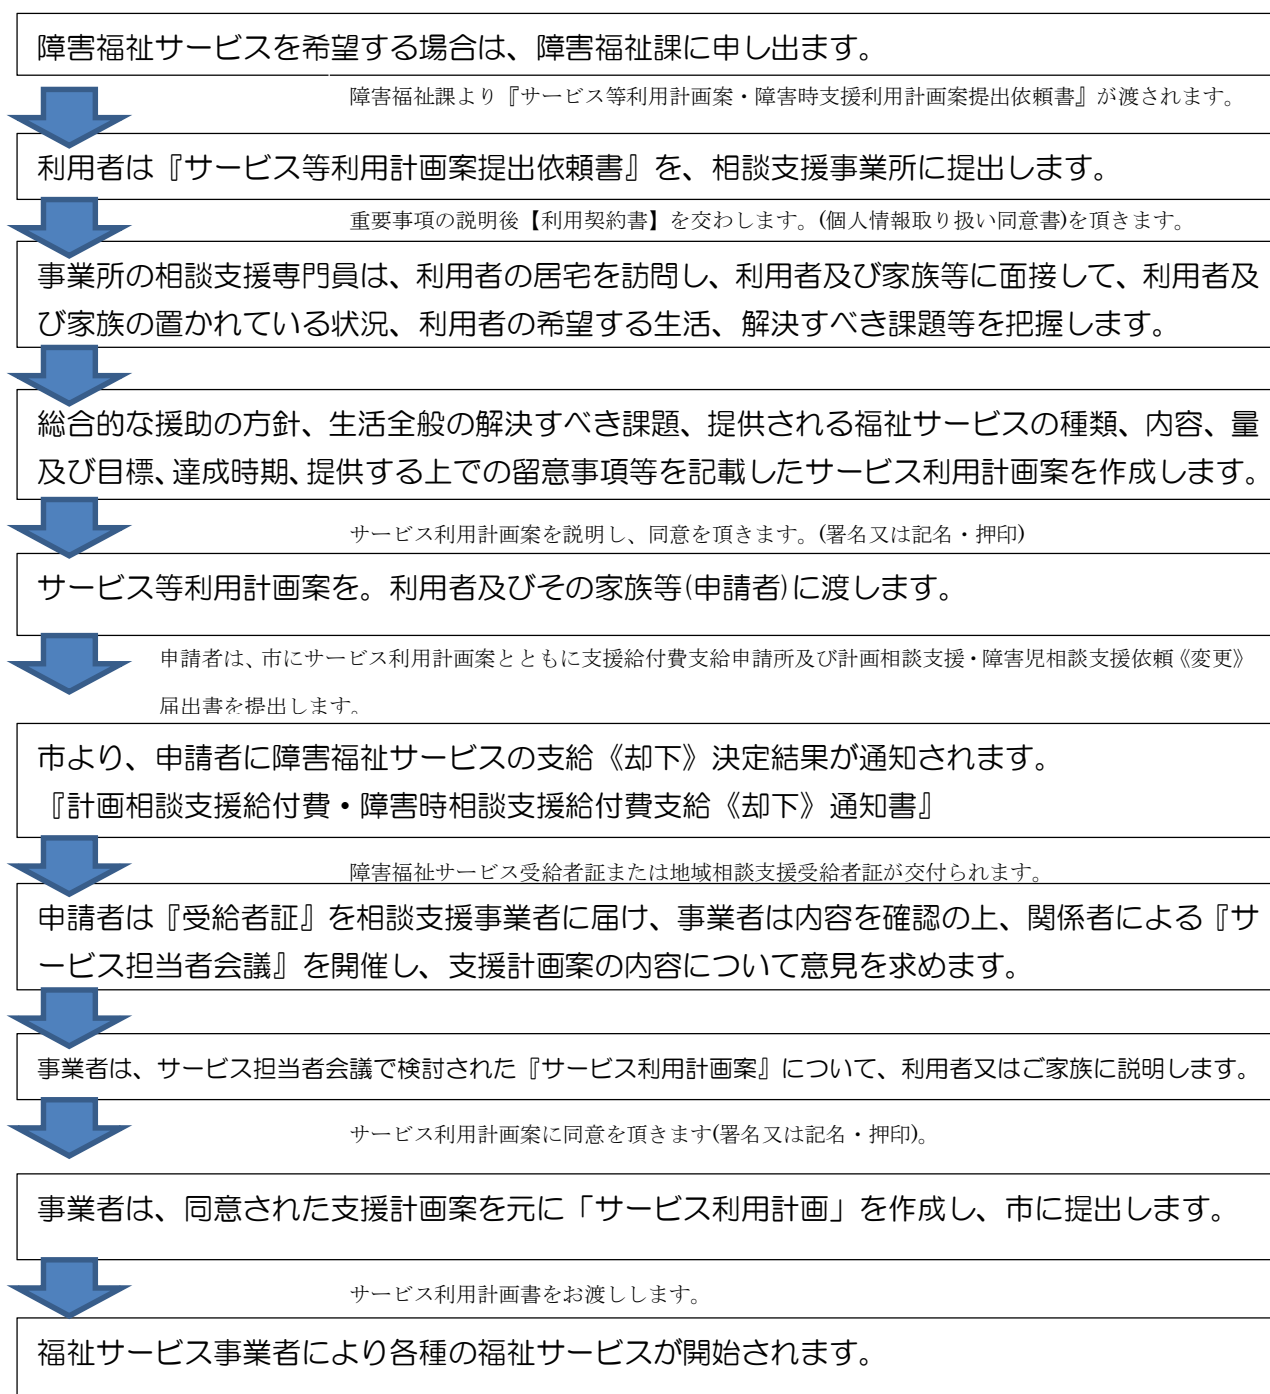 障害福祉サービスを希望する場合は、障害福祉課に申し出ます。
障害福祉課より『サービス等利用計画案・障害時支援利用計画案提出依頼書』が渡されます。
利用者は『サービス等利用計画案提出依頼書』を、相談支援事業所に提出します。
重要事項の説明後【利用契約書】を交わします。(個人情報取り扱い同意書)を頂きます。
事業所の相談支援専門員は、利用者の居宅を訪問し、利用者及び家族等に面接して、利用者及
び家族の置かれている状況、利用者の希望する生活、解決すべき課題等を把握します。
総合的な援助の方針、生活全般の解決すべき課題、提供される福祉サービスの種類、内容、量
及び目標、達成時期、提供する上での留意事項等を記載したサービス利用計画案を作成します。
サービス利用計画案を説明し、同意を頂きます。(署名又は記名・押印)
サービス等利用計画案を。利用者及びその家族等(申請者)に渡します。
申請者は、市にサービス利用計画案とともに支援給付費支給申請所及び計画相談支援・障害児相談支援依頼《変更》
届出書を提出します。
市より、申請者に障害福祉サービスの支給《却下》決定結果が通知されます。
『計画相談支援給付費・障害時相談支援給付費支給《却下》通知書』
障害福祉サービス受給者証または地域相談支援受給者証が交付られます。
申請者は『受給者証』を相談支援事業者に届け、事業者は内容を確認の上、関係者による『サ
ービス担当者会議』を開催し、支援計画案の内容について意見を求めます。
事業者は、サービス担当者会議で検討された『サービス利用計画案』について、利用者又はご家族に説明します。
サービス利用計画案に同意を頂きます(署名又は記名・押印)。
事業者は、同意された支援計画案を元に「サービス利用計画」を作成し、市に提出します。
サービス利用計画書をお渡しします。
福祉サービス事業者により各種の福祉サービスが開始されます。